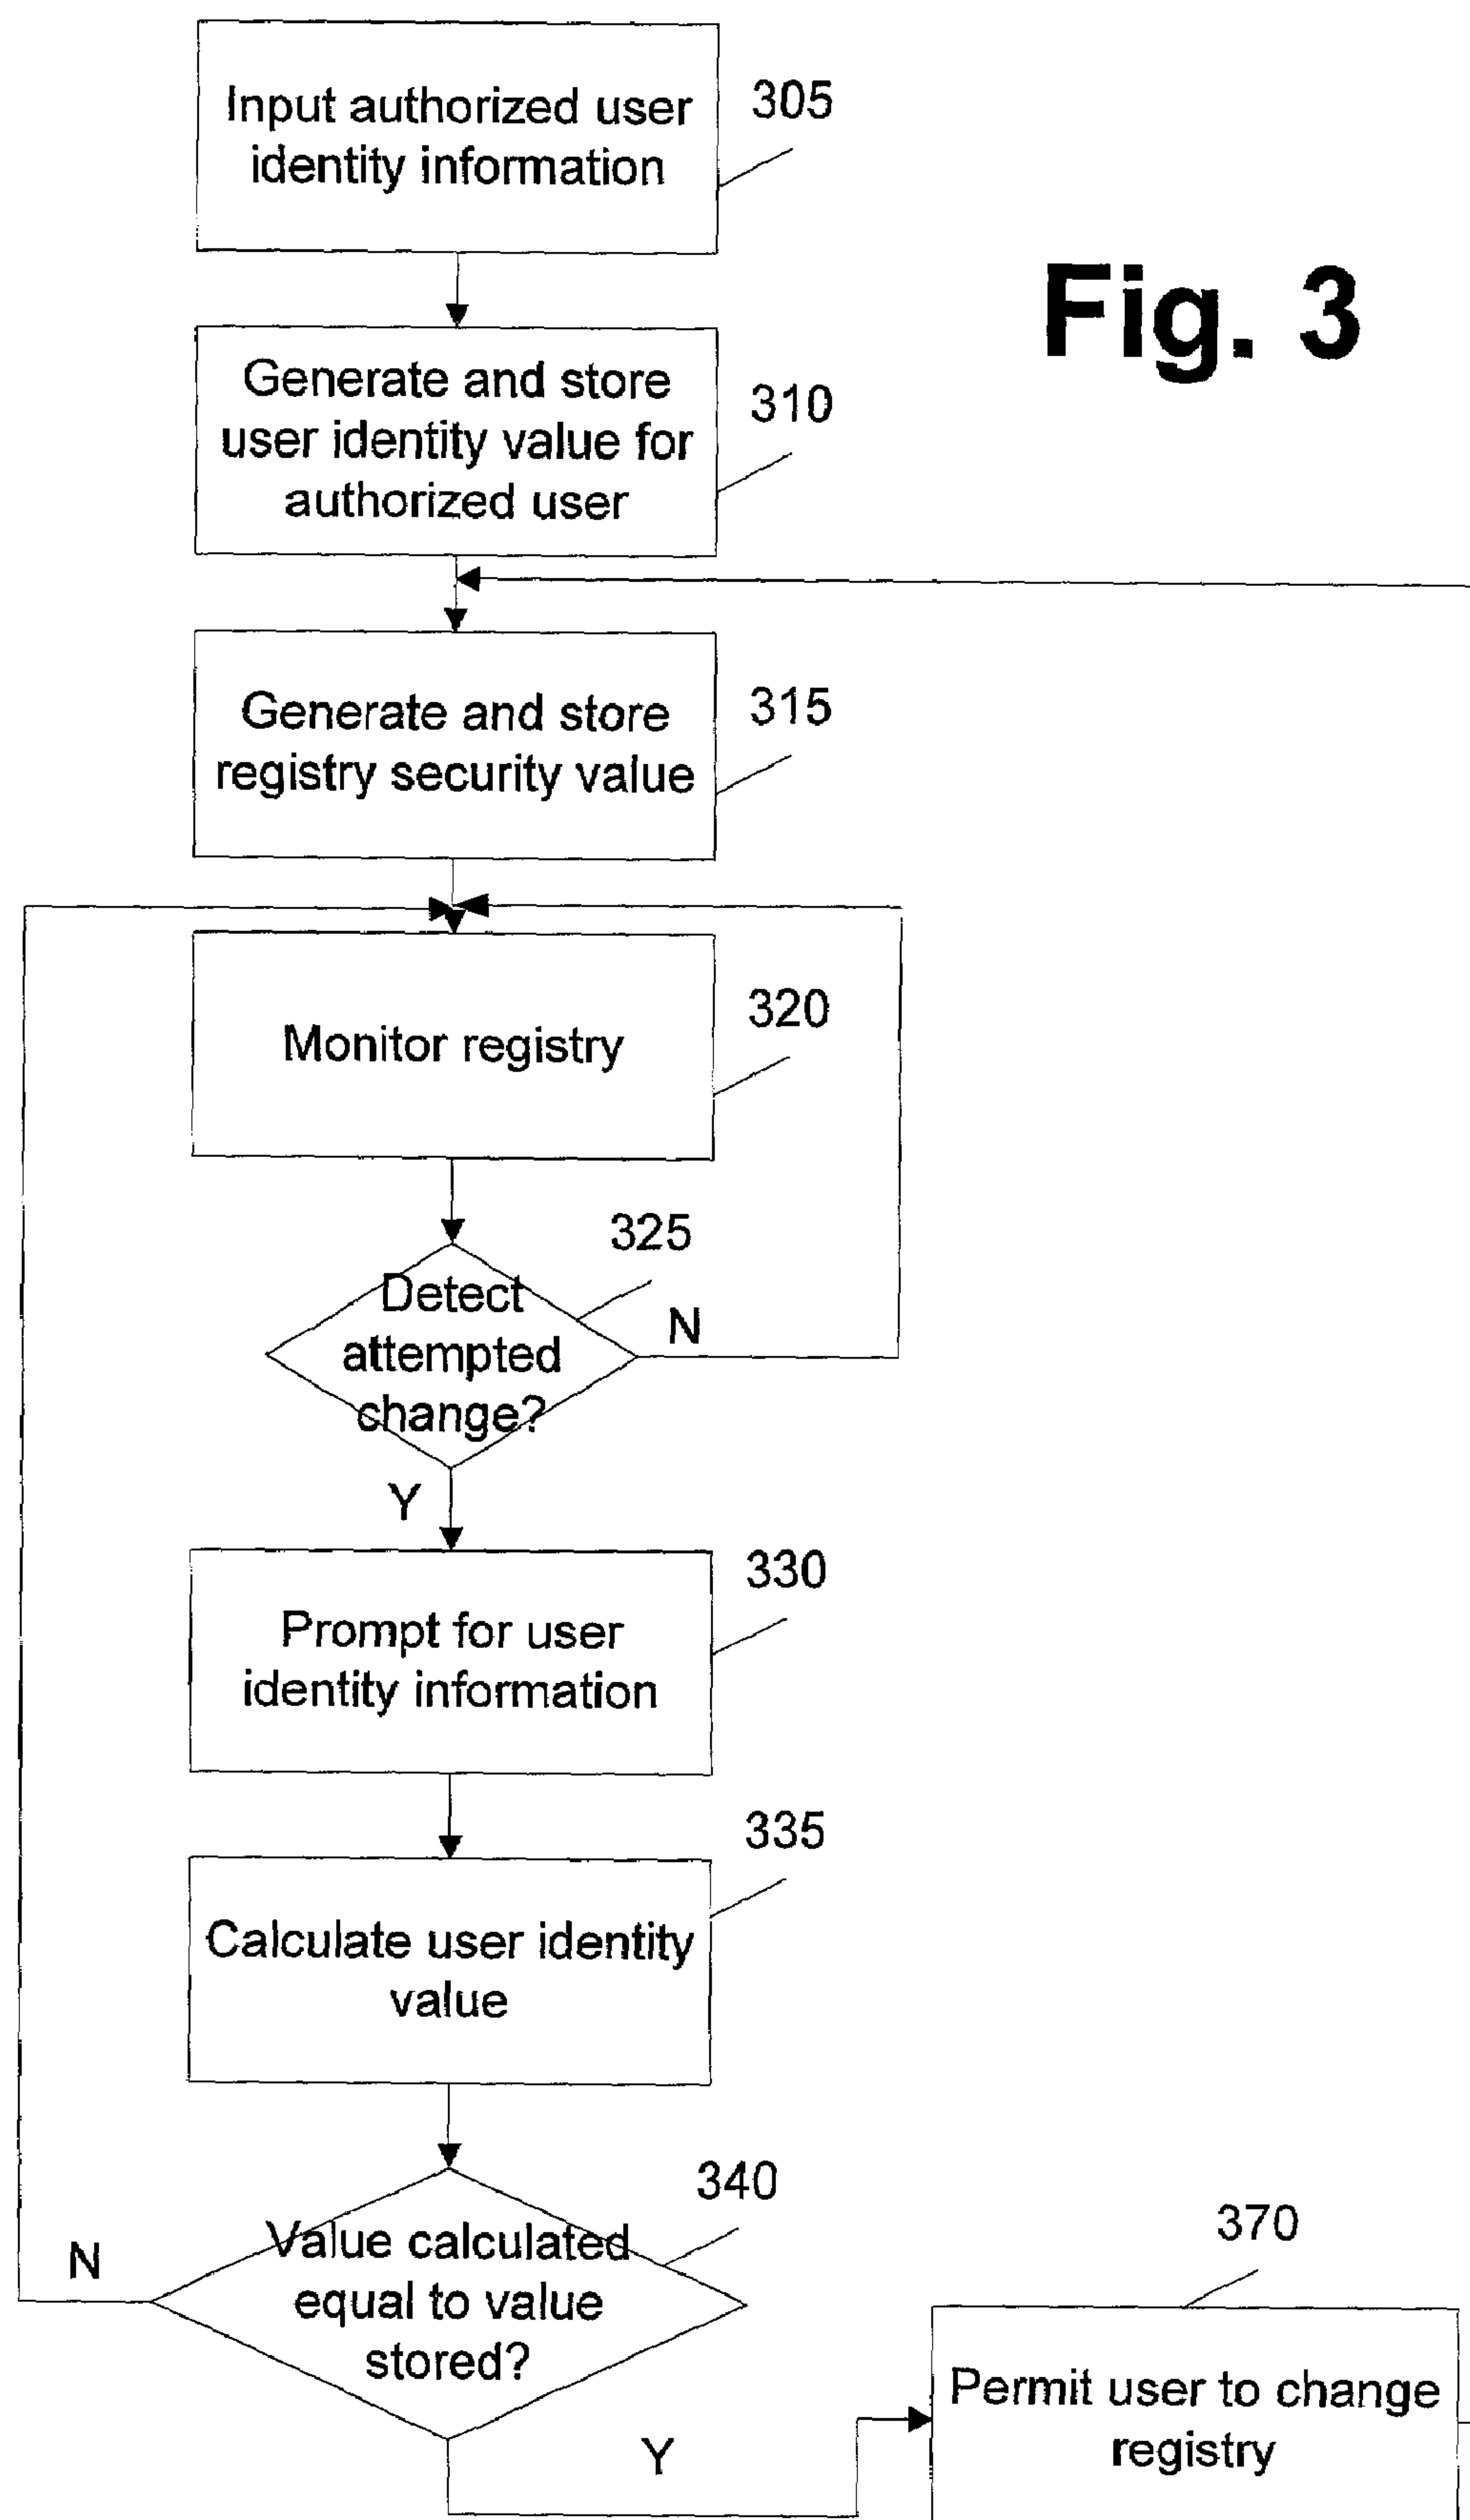 Input authorized user
identity information
305
Fig. 3
Generate and store
user identity value for
authorized user
310
Generate and store
registry security value
315
Monitor registry
320
325
Detect
attempted
change?
N
Y
330
Prompt for user
identity information
335
Calculate user identity
value
340
Value calculated
equal to value
stored?
N
Y
370
Permit user to change
registry